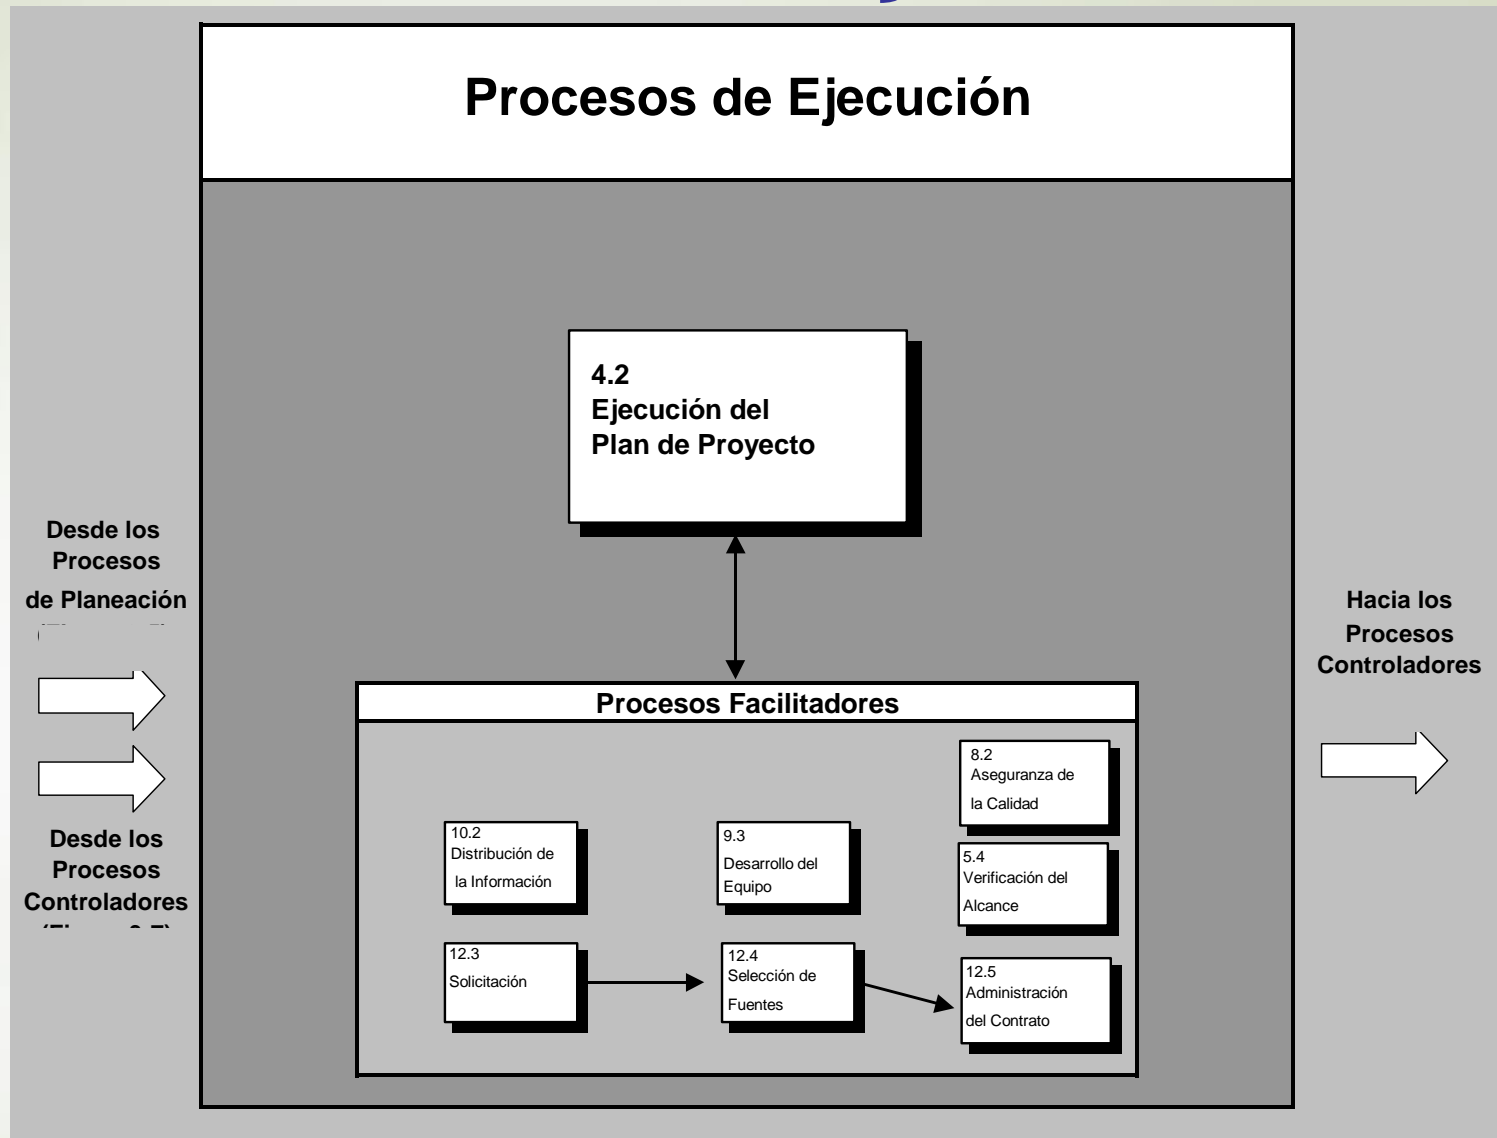 Procesos de Ejecución
4.2
Ejecución del
Plan de Proyecto
Desde los
Procesos
de Planeación
Desde los
Procesos
Controladores
Hacia los
Procesos
Controladores
Procesos Facilitadores
10.2
Distribución de
la Información
9.3
Desarrollo del
Equipo
8.2
Aseguranza de
la Calidad
5.4
Verificación del
Alcance
12.3
Solicitación
12.4
Selección de
Fuentes
12.5
Administración
del Contrato